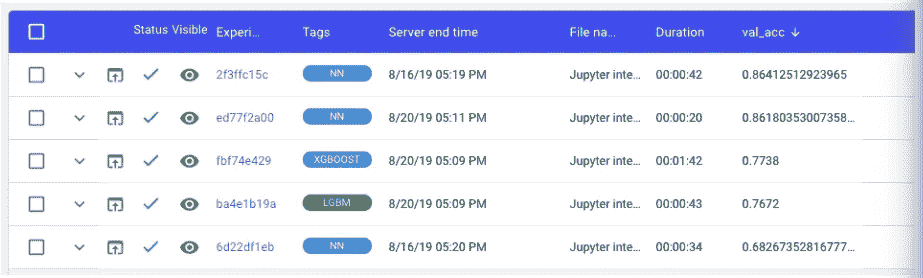 Status Visible Experi... Tags Server end time File na... Duration val_acc ↓
2f3ffc15c NN 8/16/19 05:19 PM Jupyter inte... 00:00:42 0.86412512923965
ed77f2a00 NN 8/20/19 05:11 PM Jupyter inte... 00:00:20 0.86180353007358...
fbf74e429 XGBOOST 8/20/19 05:09 PM Jupyter inte... 00:01:42 0.7738
ba4e1b19a LGBM 8/20/19 05:09 PM Jupyter inte... 00:00:43 0.7672
6d22df1eb NN 8/16/19 05:20 PM Jupyter inte... 00:00:34 0.68267352816777...